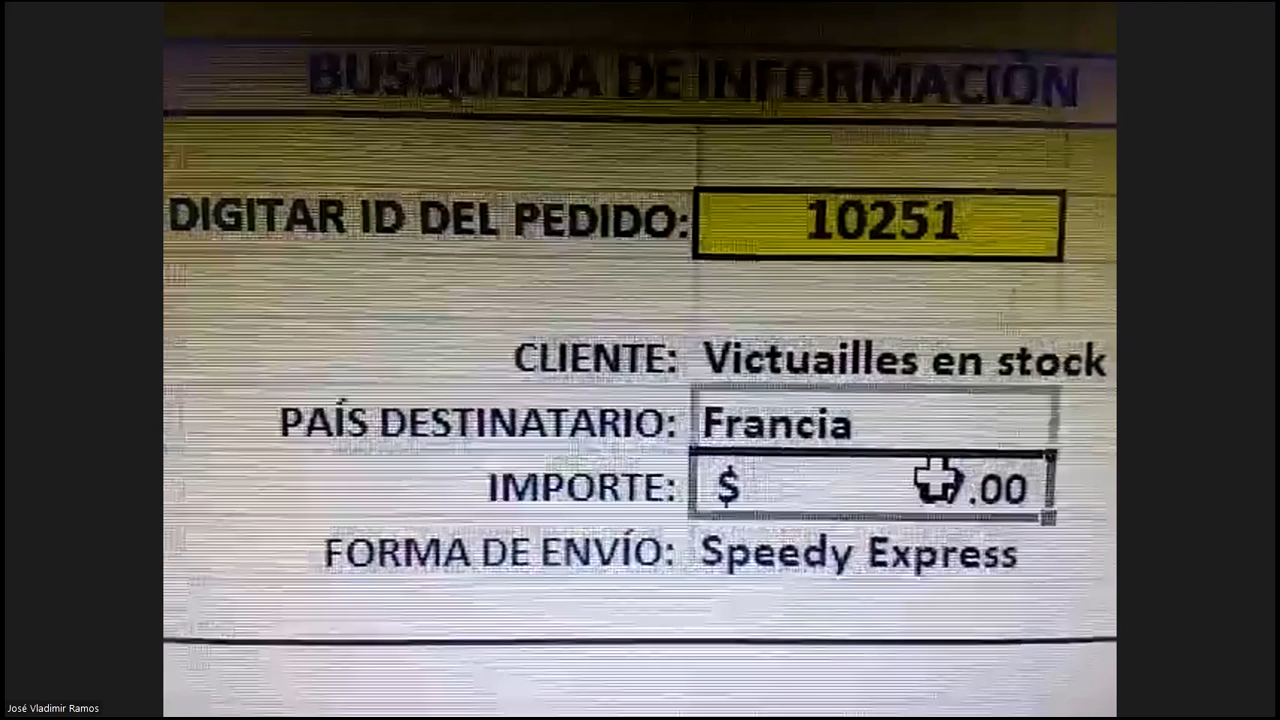 BUSQUEDA DE INFORMACIÓN
DIGITAR ID DEL PEDIDO: 10251
CLIENTE: Victuailles en stock
PAÍS DESTINATARIO: Francia
IMPORTE: $ .00
FORMA DE ENVÍO: Speedy Express
José Vladimir Ramos